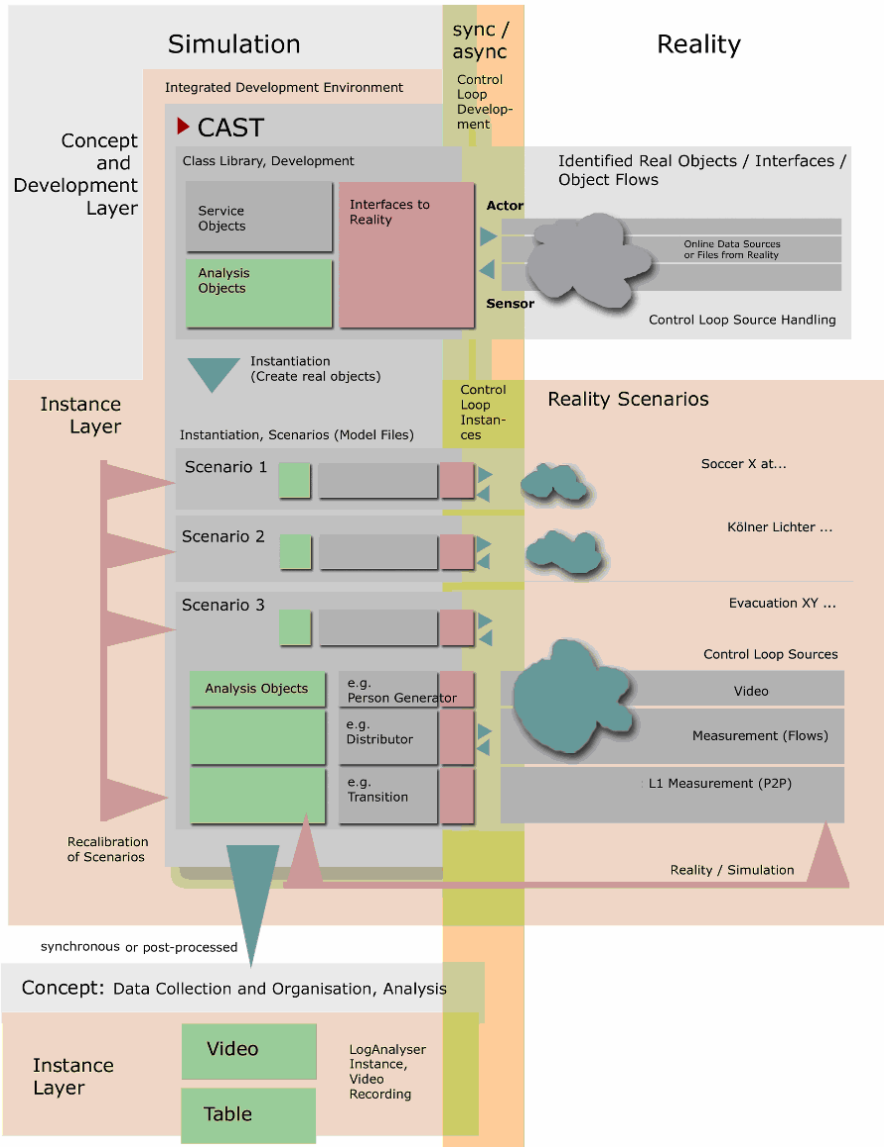 Simulation
sync /
async
Reality
Integrated Development Environment
Control
Loop
Develop-
ment
CAST
Concept
and
Development
Layer
Class Library, Development
Identified Real Objects / Interfaces /
Object Flows
Service
Objects
Interfaces to
Reality
Actor
Online Data Sources
or Files from Reality
Analysis
Objects
Sensor
Control Loop Source Handling
Instantiation
(Create real objects)
Instance
Layer
Control
Loop
Instan-
ces
Reality Scenarios
Instantiation, Scenarios (Model Files)
Scenario 1
Soccer X at...
Scenario 2
Kölner Lichter ...
Scenario 3
Evacuation XY ...
Control Loop Sources
Analysis Objects
e.g.
Person Generator
Video
e.g.
Distributor
Measurement (Flows)
e.g.
Transition
: L1 Measurement (P2P)
Recalibration
of Scenarios
Reality / Simulation
synchronous or post-processed
Concept: Data Collection and Organisation, Analysis
Instance
Layer
Video
LogAnalyser
Instance,
Video
Recording
Table